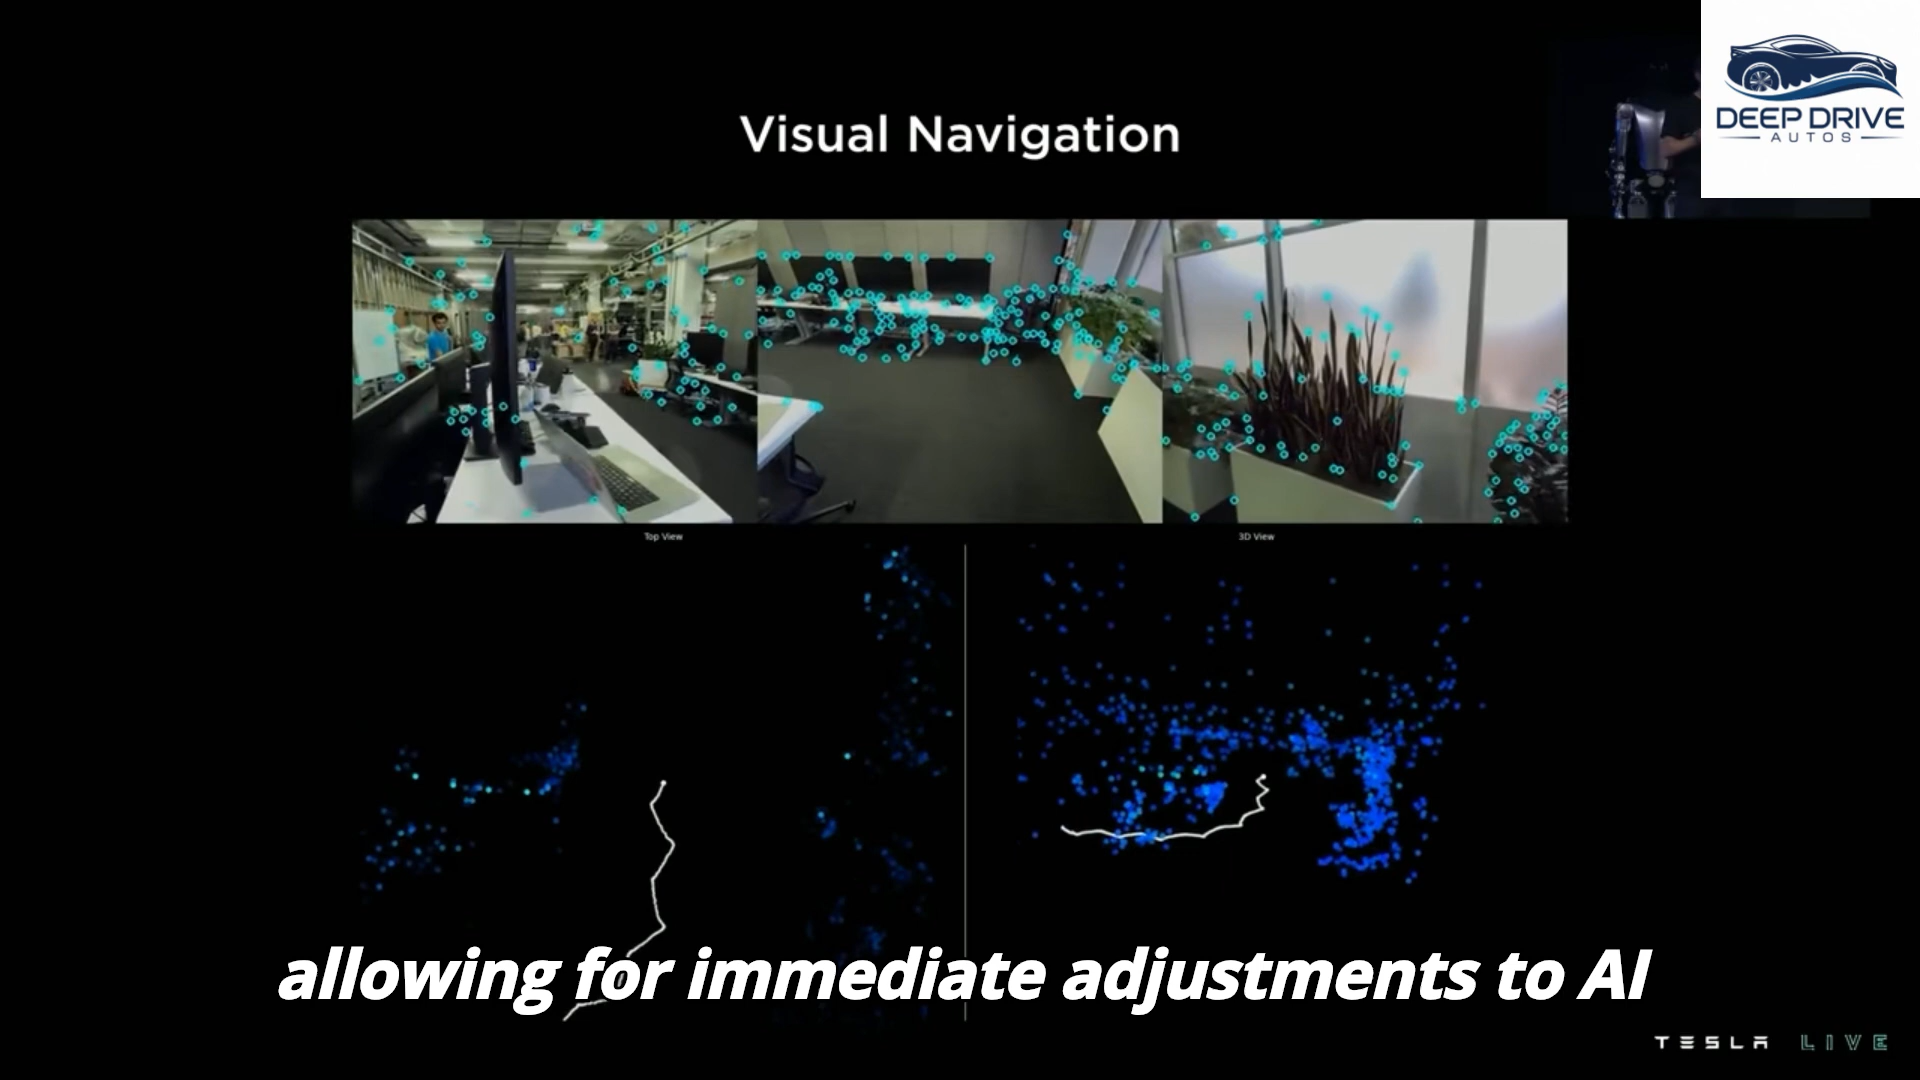 DEEP DRIVE
AUTOS
Visual Navigation
Top View
3D View
allowing for immediate adjustments to AI
TESLA LIVE